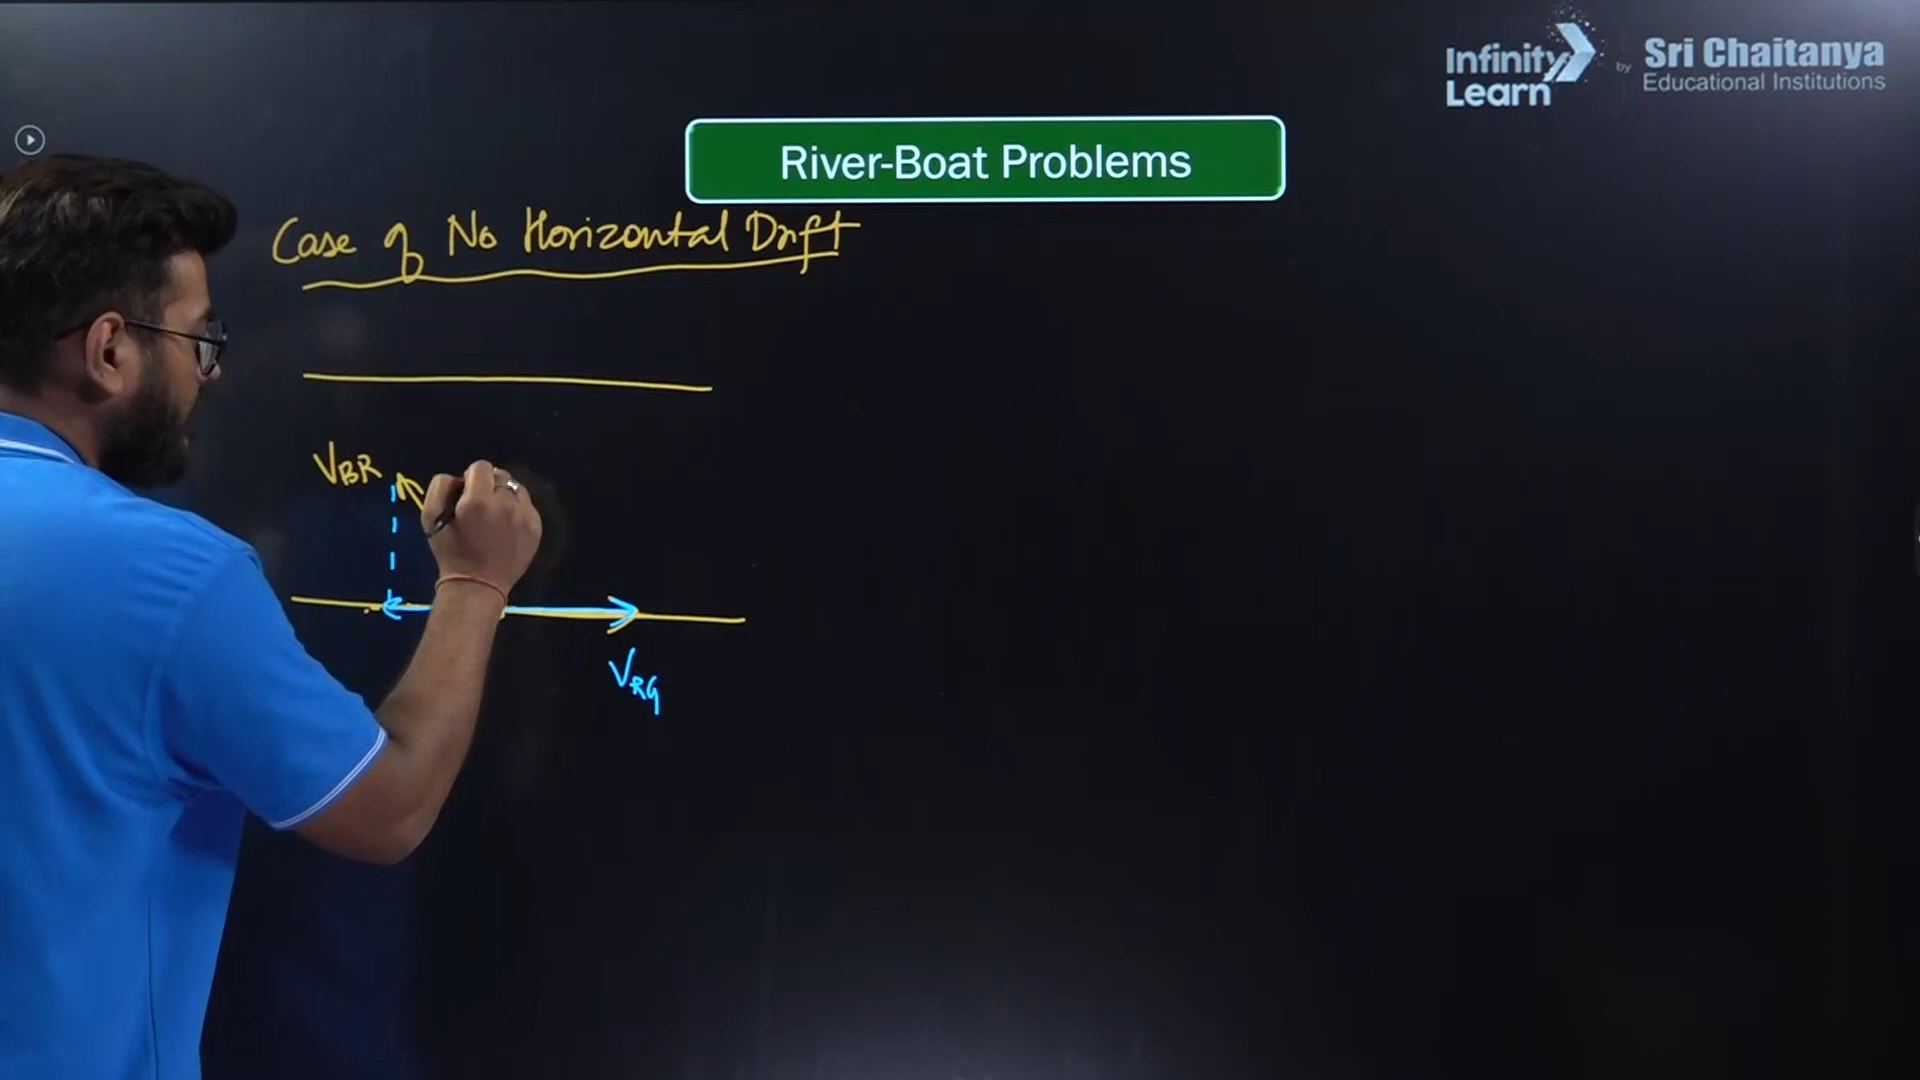 Infinity Learn
by
Sri Chaitanya
Educational Institutions
River-Boat Problems
Case of No Horizontal Drift
VBR
VRG